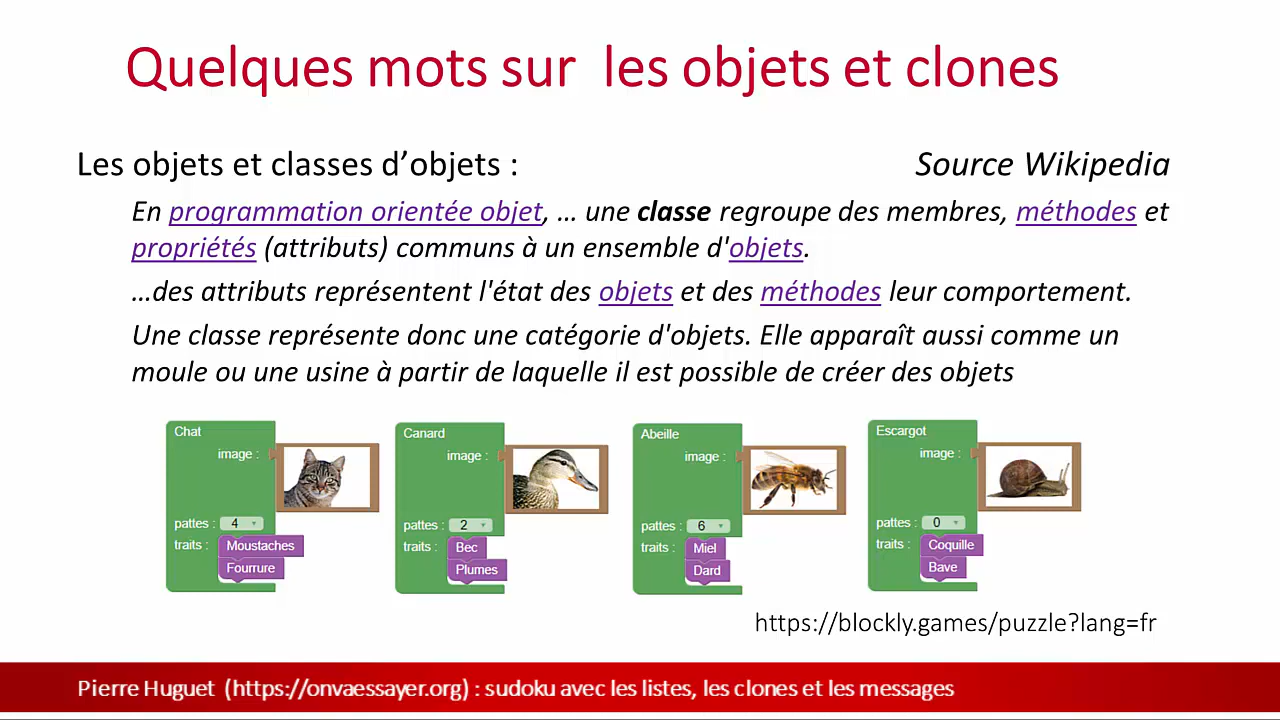 Quelques mots sur les objets et clones
Les objets et classes d’objets :
Source Wikipedia
En programmation orientée objet, … une classe regroupe des membres, méthodes et
propriétés (attributs) communs à un ensemble d'objets.
…des attributs représentent l'état des objets et des méthodes leur comportement.
Une classe représente donc une catégorie d'objets. Elle apparaît aussi comme un
moule ou une usine à partir de laquelle il est possible de créer des objets
Chat
image :
pattes : 4
traits : Moustaches
Fourrure
Canard
image :
pattes : 2
traits : Bec
Plumes
Abeille
image :
pattes : 6
traits : Miel
Dard
Escargot
image :
pattes : 0
traits : Coquille
Bave
https://blockly.games/puzzle?lang=fr
Pierre Huguet (https://onvaessayer.org) : sudoku avec les listes, les clones et les messages